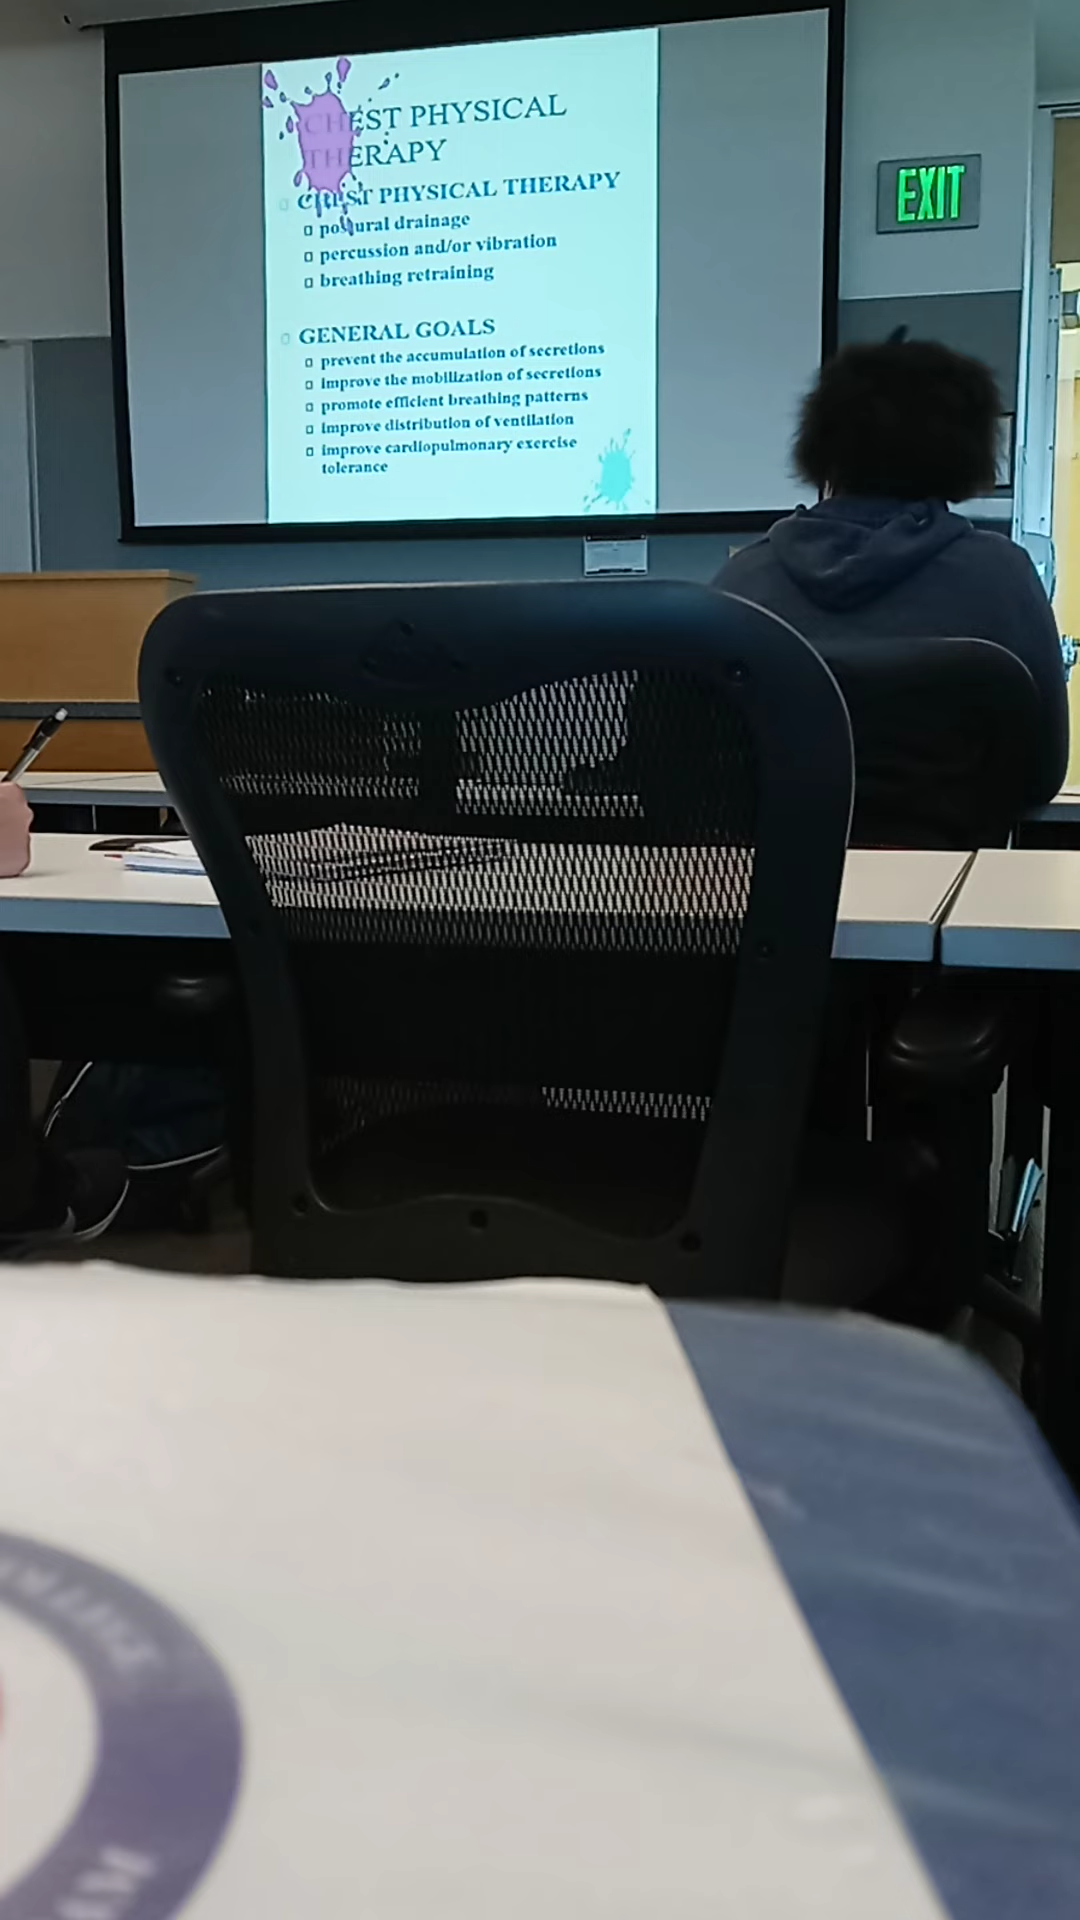 CHEST PHYSICAL
THERAPY
CHEST PHYSICAL THERAPY
postural drainage
percussion and/or vibration
breathing retraining
GENERAL GOALS
prevent the accumulation of secretions
improve the mobilization of secretions
promote efficient breathing patterns
improve distribution of ventilation
improve cardiopulmonary exercise
tolerance
EXIT